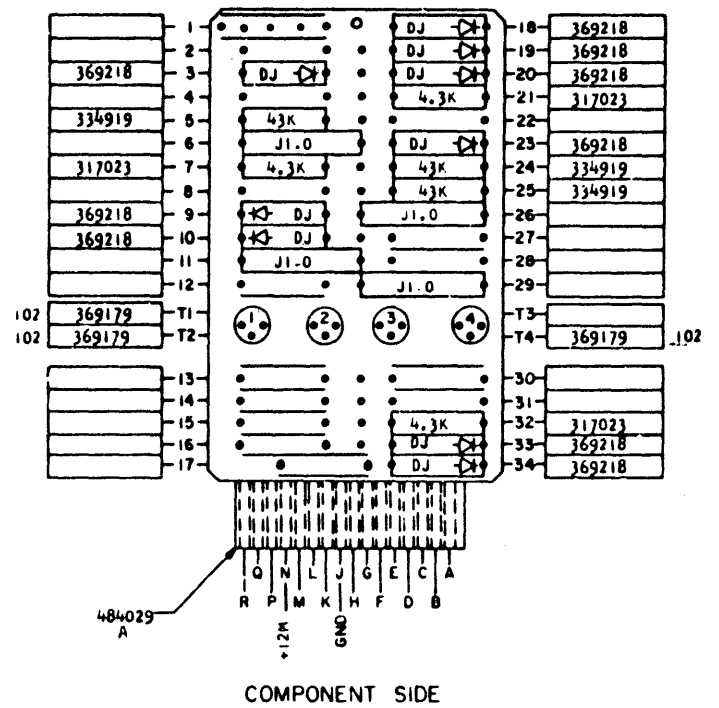 1 DJ 18 369218
2 DJ 19 369218
369218 3 DJ DJ 20 369218
4 4.3K 21 317023
334919 5 43K 22
6 J1.0 DJ 23 369218
317023 7 4.3K 43K 24 334919
8 43K 25 334919
369218 9 DJ J1.0 26
369218 10 DJ 27
11 J1.0 28
12 J1.0 29
102 369179 T1 1 2 3 4 T3
102 369179 T2 T4 369179 102
13 30
14 31
15 4.3K 32 317023
16 DJ 33 369218
17 DJ 34 369218
Q N L J G E C A
R P M K H F D B
484029
A
+12M
GND
COMPONENT SIDE